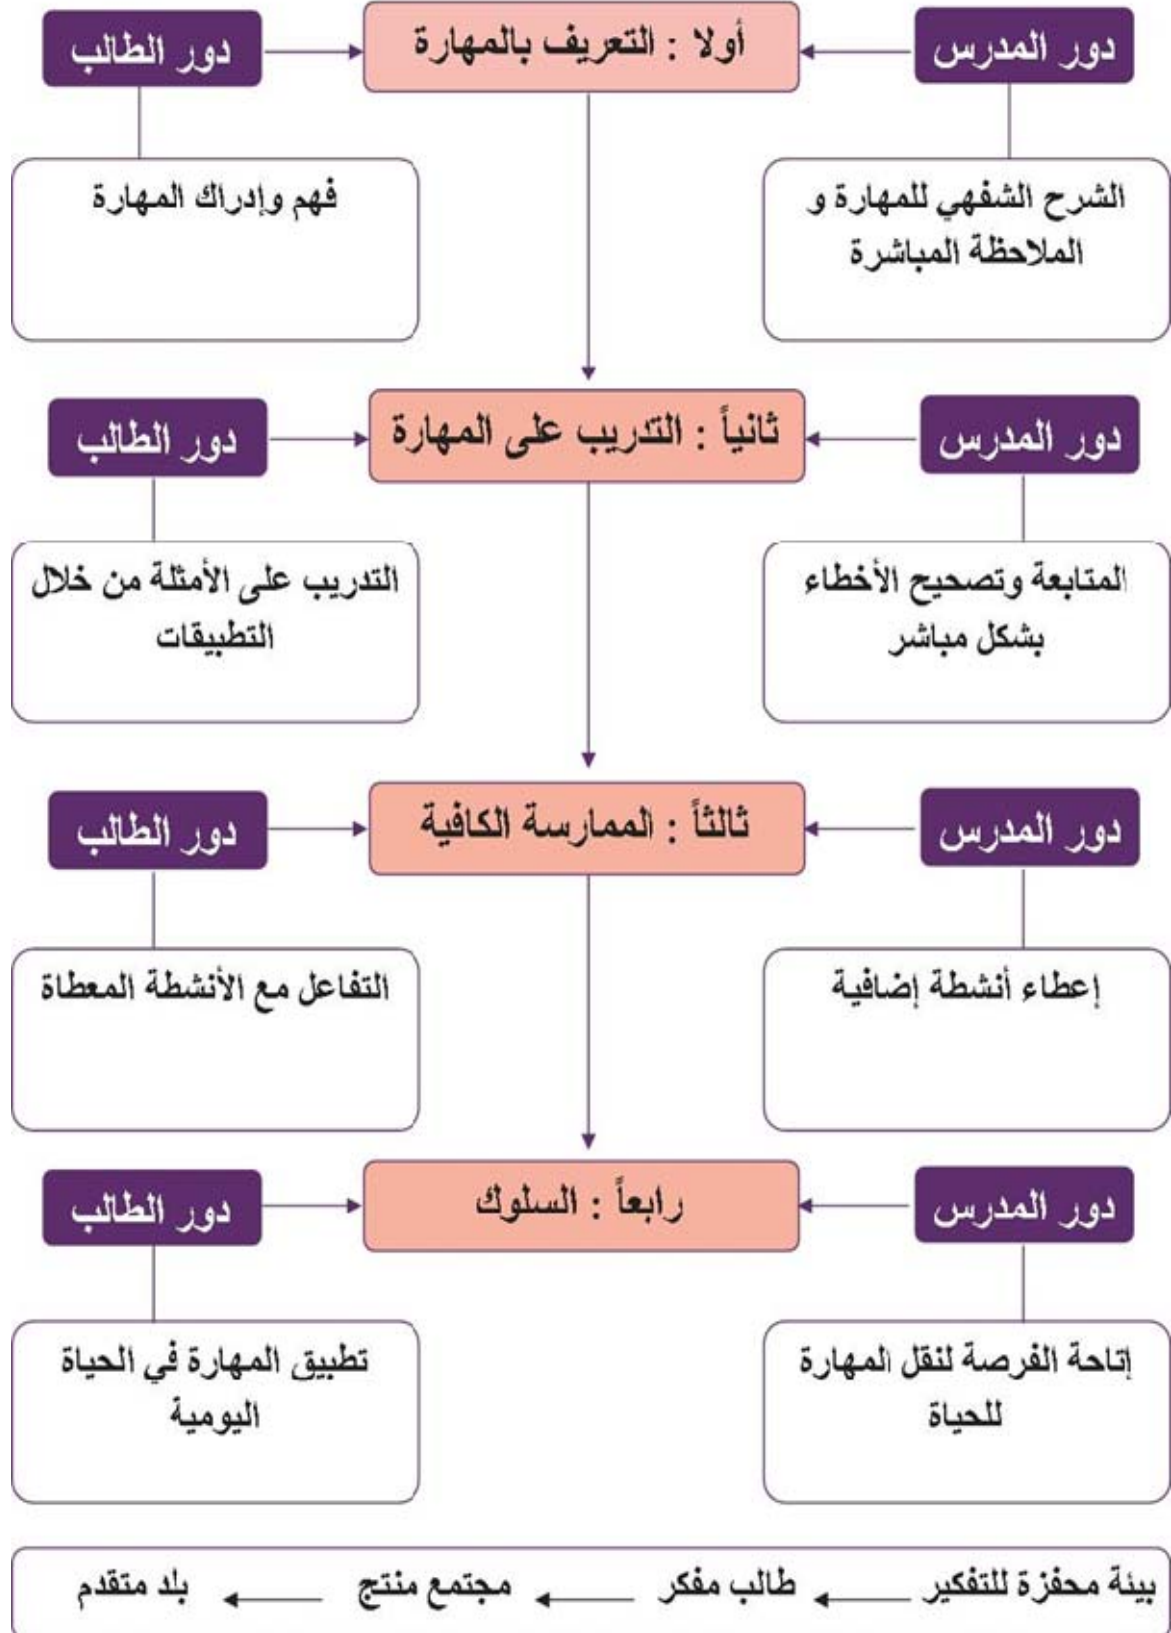 دور المدرس
أولا : التعريف بالمهارة
دور الطالب
الشرح الشفهي للمهارة و
الملاحظة المباشرة
فهم وإدراك المهارة
دور المدرس
ثانياً : التدريب على المهارة
دور الطالب
المتابعة وتصحيح الأخطاء
بشكل مباشر
التدريب على الأمثلة من خلال
التطبيقات
دور المدرس
ثالثاً : الممارسة الكافية
دور الطالب
إعطاء أنشطة إضافية
التفاعل مع الأنشطة المعطاة
دور المدرس
رابعاً : السلوك
دور الطالب
إتاحة الفرصة لنقل المهارة
للحياة
تطبيق المهارة في الحياة
اليومية
بيئة محفزة للتفكير ← طالب مفكر ← مجتمع منتج ← بلد متقدم